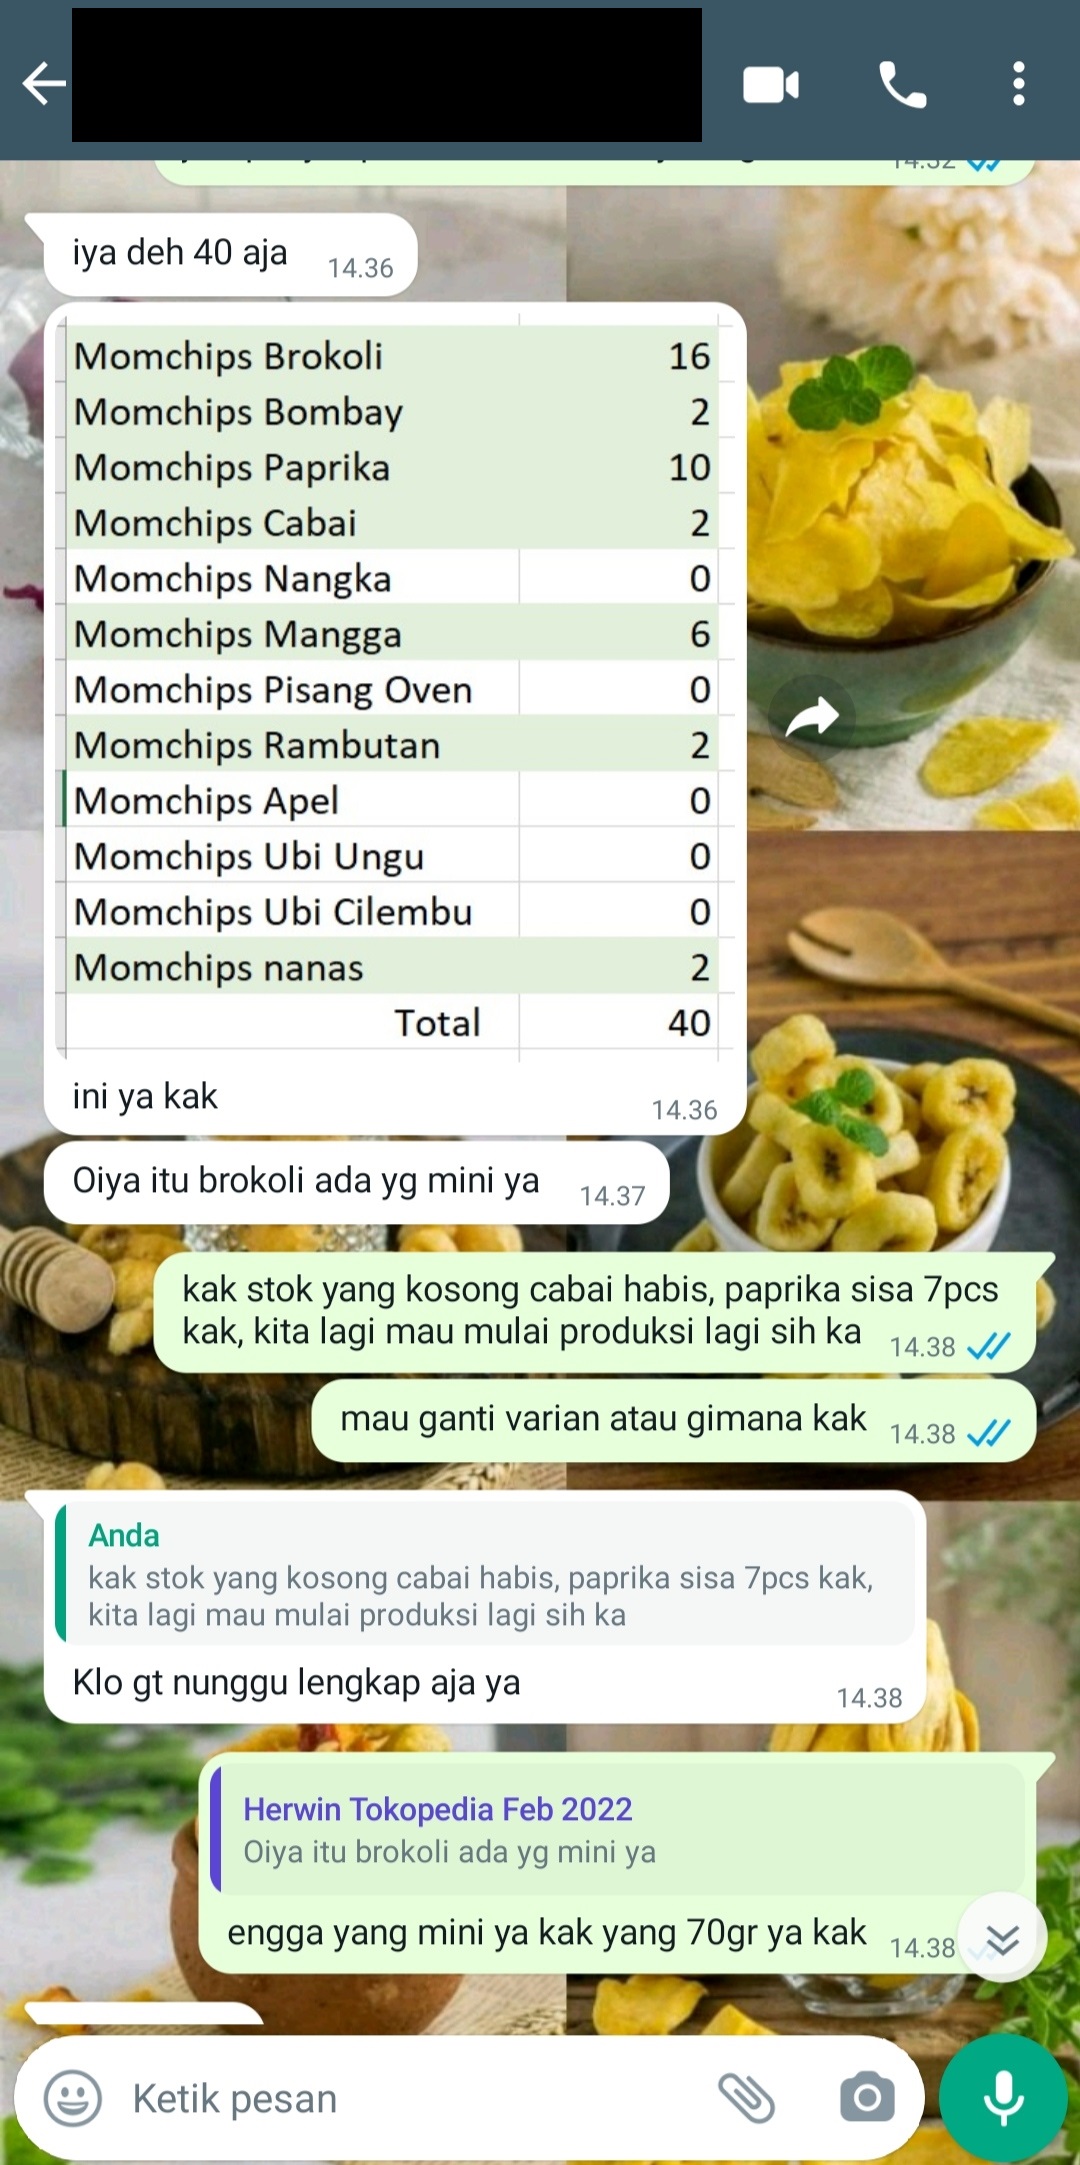 iya deh 40 aja 14.36
Momchips Brokoli 16
Momchips Bombay 2
Momchips Paprika 10
Momchips Cabai 2
Momchips Nangka 0
Momchips Mangga 6
Momchips Pisang Oven 0
Momchips Rambutan 2
Momchips Apel 0
Momchips Ubi Ungu 0
Momchips Ubi Cilembu 0
Momchips nanas 2
Total 40
ini ya kak 14.36
Oiya itu brokoli ada yg mini ya 14.37
kak stok yang kosong cabai habis, paprika sisa 7pcs
kak, kita lagi mau mulai produksi lagi sih ka 14.38
mau ganti varian atau gimana kak 14.38
Anda
kak stok yang kosong cabai habis, paprika sisa 7pcs kak,
kita lagi mau mulai produksi lagi sih ka
Klo gt nunggu lengkap aja ya 14.38
Herwin Tokopedia Feb 2022
Oiya itu brokoli ada yg mini ya
engga yang mini ya kak yang 70gr ya kak 14.38
Ketik pesan